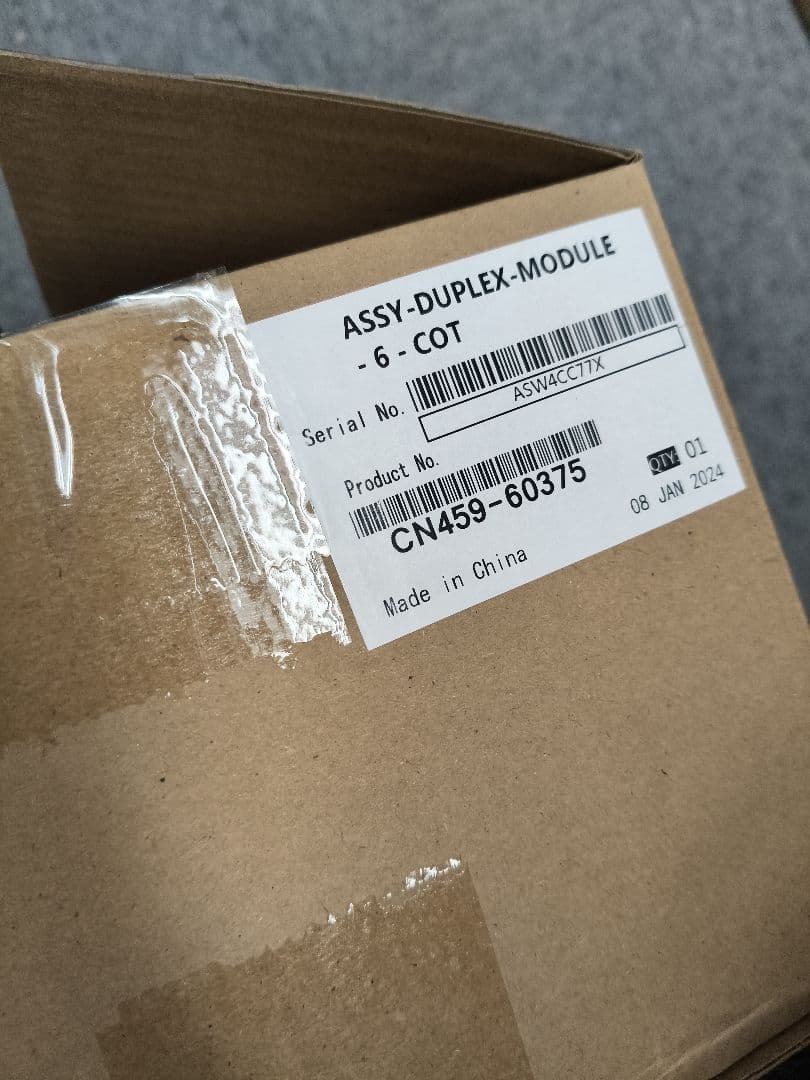 ASSY-DUPLEX-MODULE
- 6 - COT
Serial No.
ASW4CC77X
Product No.
CN459-60375
QTY: 01
08 JAN 2024
Made in China